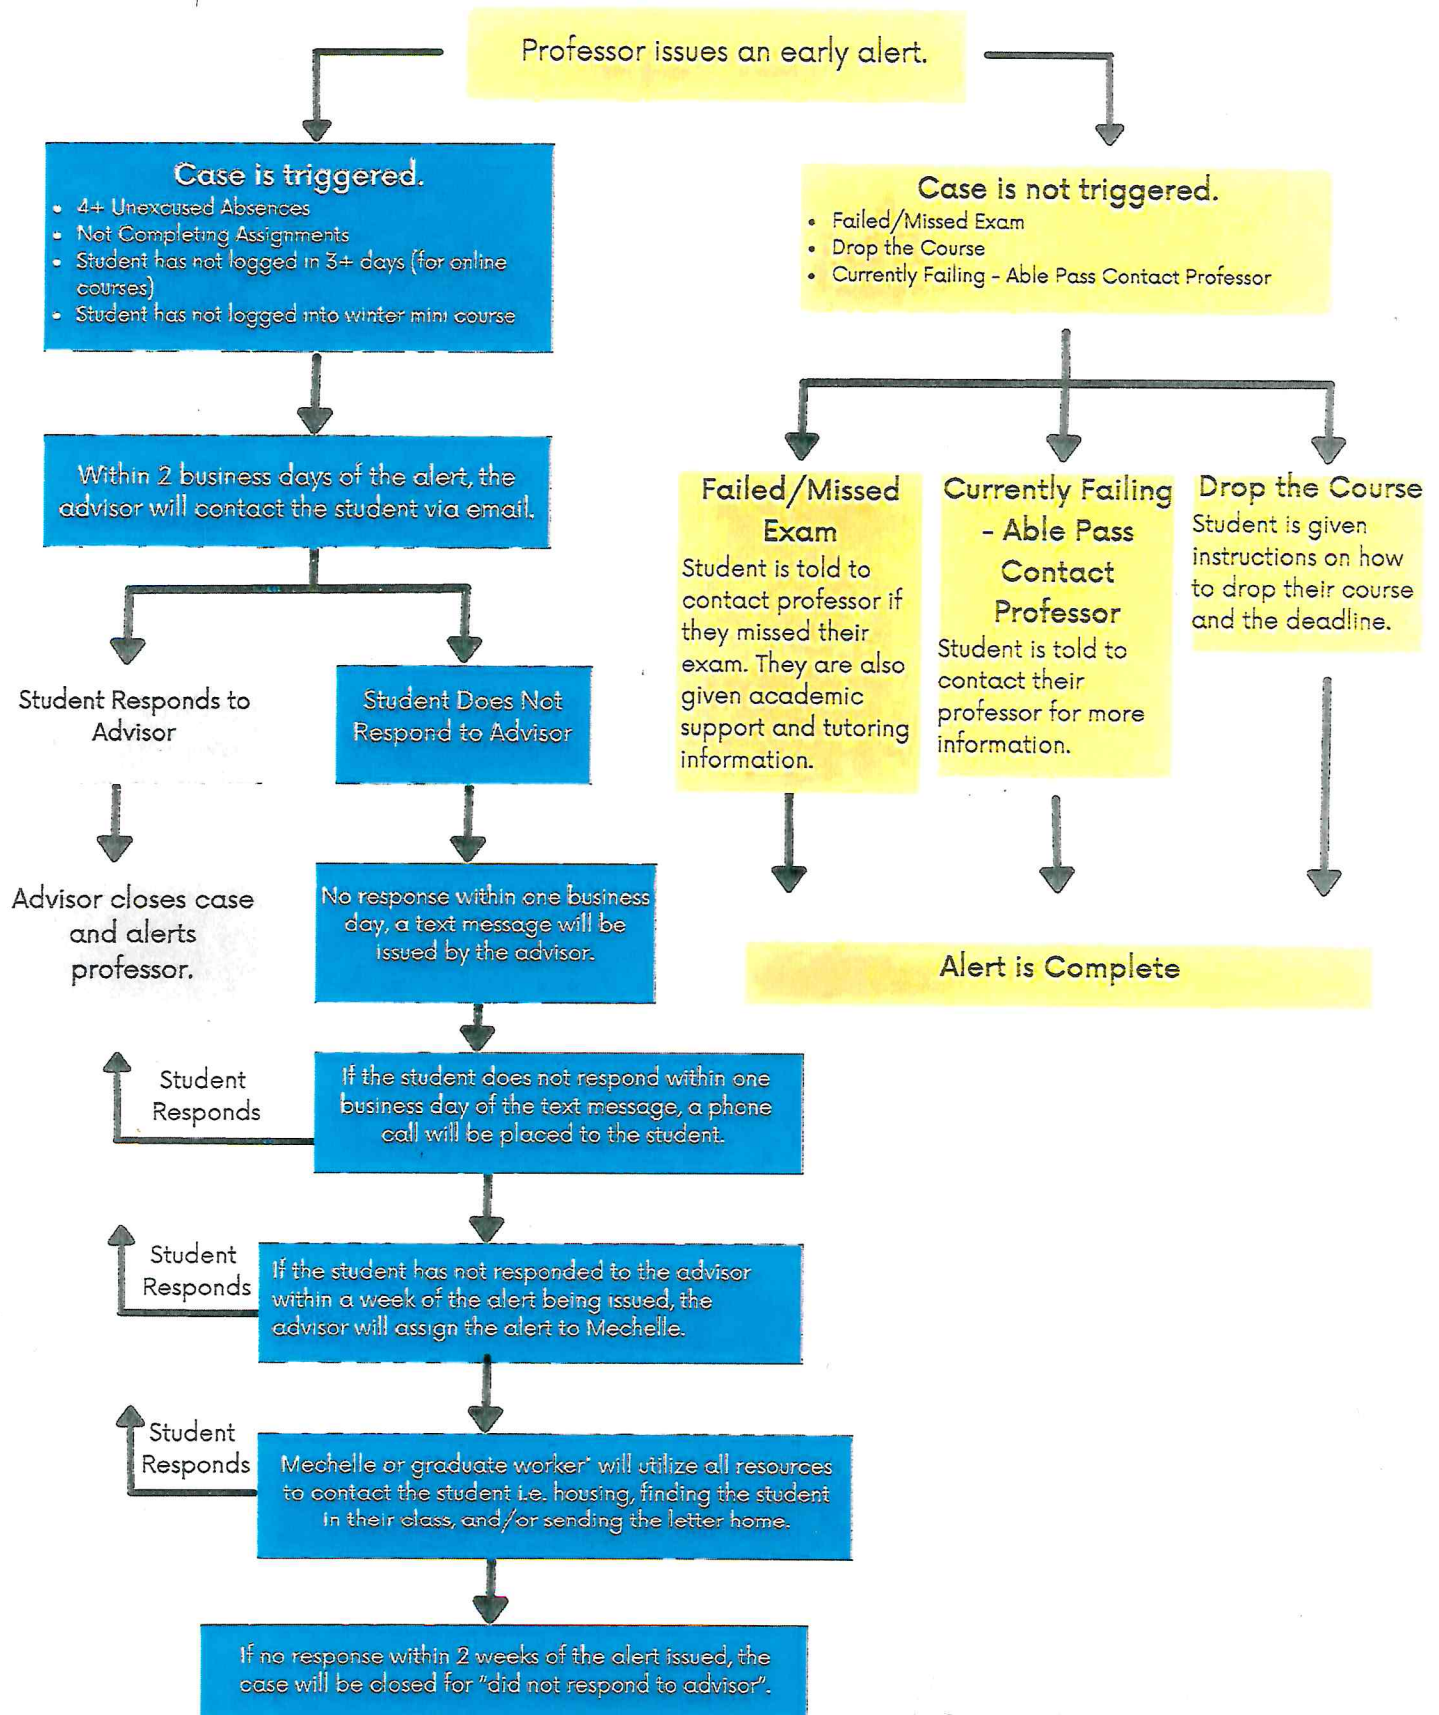 Professor issues an early alert.
Case is triggered.
• 4+ Unexcused Absences
• Not Completing Assignments
• Student has not logged in 3+ days (for online
courses)
• Student has not logged into winter mini course
Case is not triggered.
• Failed/Missed Exam
• Drop the Course
• Currently Failing - Able Pass Contact Professor
Within 2 business days of the alert, the
advisor will contact the student via email.
Failed/Missed
Exam
Student is told to
contact professor if
they missed their
exam. They are also
given academic
support and tutoring
information.
Currently Failing
- Able Pass
Contact
Professor
Student is told to
contact their
professor for more
information.
Drop the Course
Student is given
instructions on how
to drop their course
and the deadline.
Student Responds to
Advisor
Student Does Not
Respond to Advisor
Advisor closes case
and alerts
professor.
No response within one business
day, a text message will be
issued by the advisor.
Alert is Complete
Student
Responds
If the student does not respond within one
business day of the text message, a phone
call will be placed to the student.
Student
Responds
If the student has not responded to the advisor
within a week of the alert being issued, the
advisor will assign the alert to Mechelle.
Student
Responds
Mechelle or graduate worker* will utilize all resources
to contact the student i.e. housing, finding the student
in their class, and/or sending the letter home.
If no response within 2 weeks of the alert issued, the
case will be closed for "did not respond to advisor".